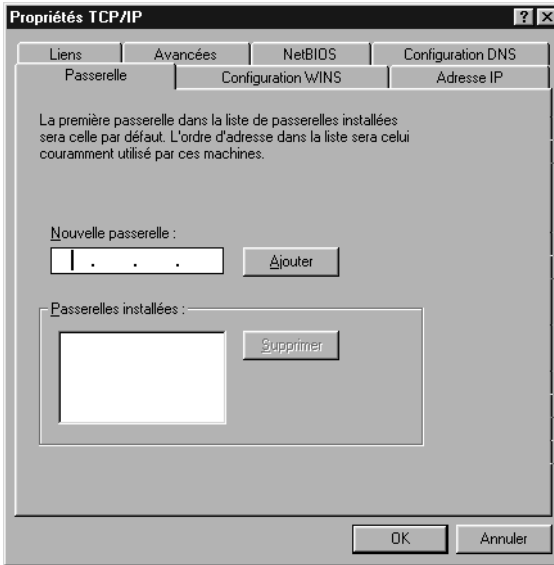 Propriétés TCP/IP
Liens Avancées NetBIOS Configuration DNS
Passerelle Configuration WINS Adresse IP
La première passerelle dans la liste de passerelles installées
sera celle par défaut. L'ordre d'adresse dans la liste sera celui
couramment utilisé par ces machines.
Nouvelle passerelle :
. . .
Ajouter
Passerelles installées :
Supprimer
OK Annuler